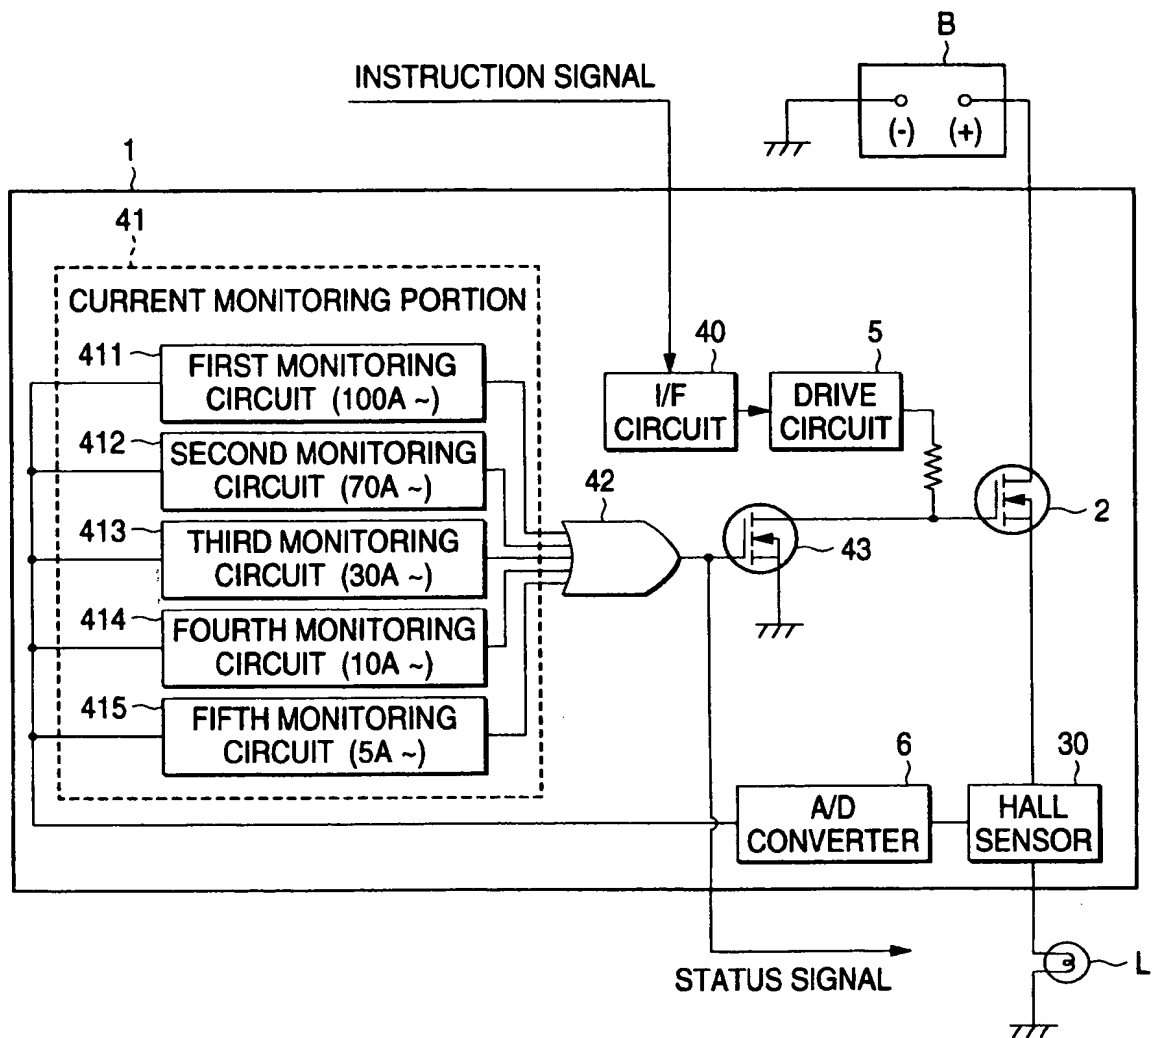 B
INSTRUCTION SIGNAL
(-) (+)
1
41
CURRENT MONITORING PORTION
411
FIRST MONITORING
CIRCUIT (100A ~)
412
SECOND MONITORING
CIRCUIT (70A ~)
413
THIRD MONITORING
CIRCUIT (30A ~)
414
FOURTH MONITORING
CIRCUIT (10A ~)
415
FIFTH MONITORING
CIRCUIT (5A ~)
40
I/F
CIRCUIT
5
DRIVE
CIRCUIT
42
43
2
6
A/D
CONVERTER
30
HALL
SENSOR
STATUS SIGNAL
L